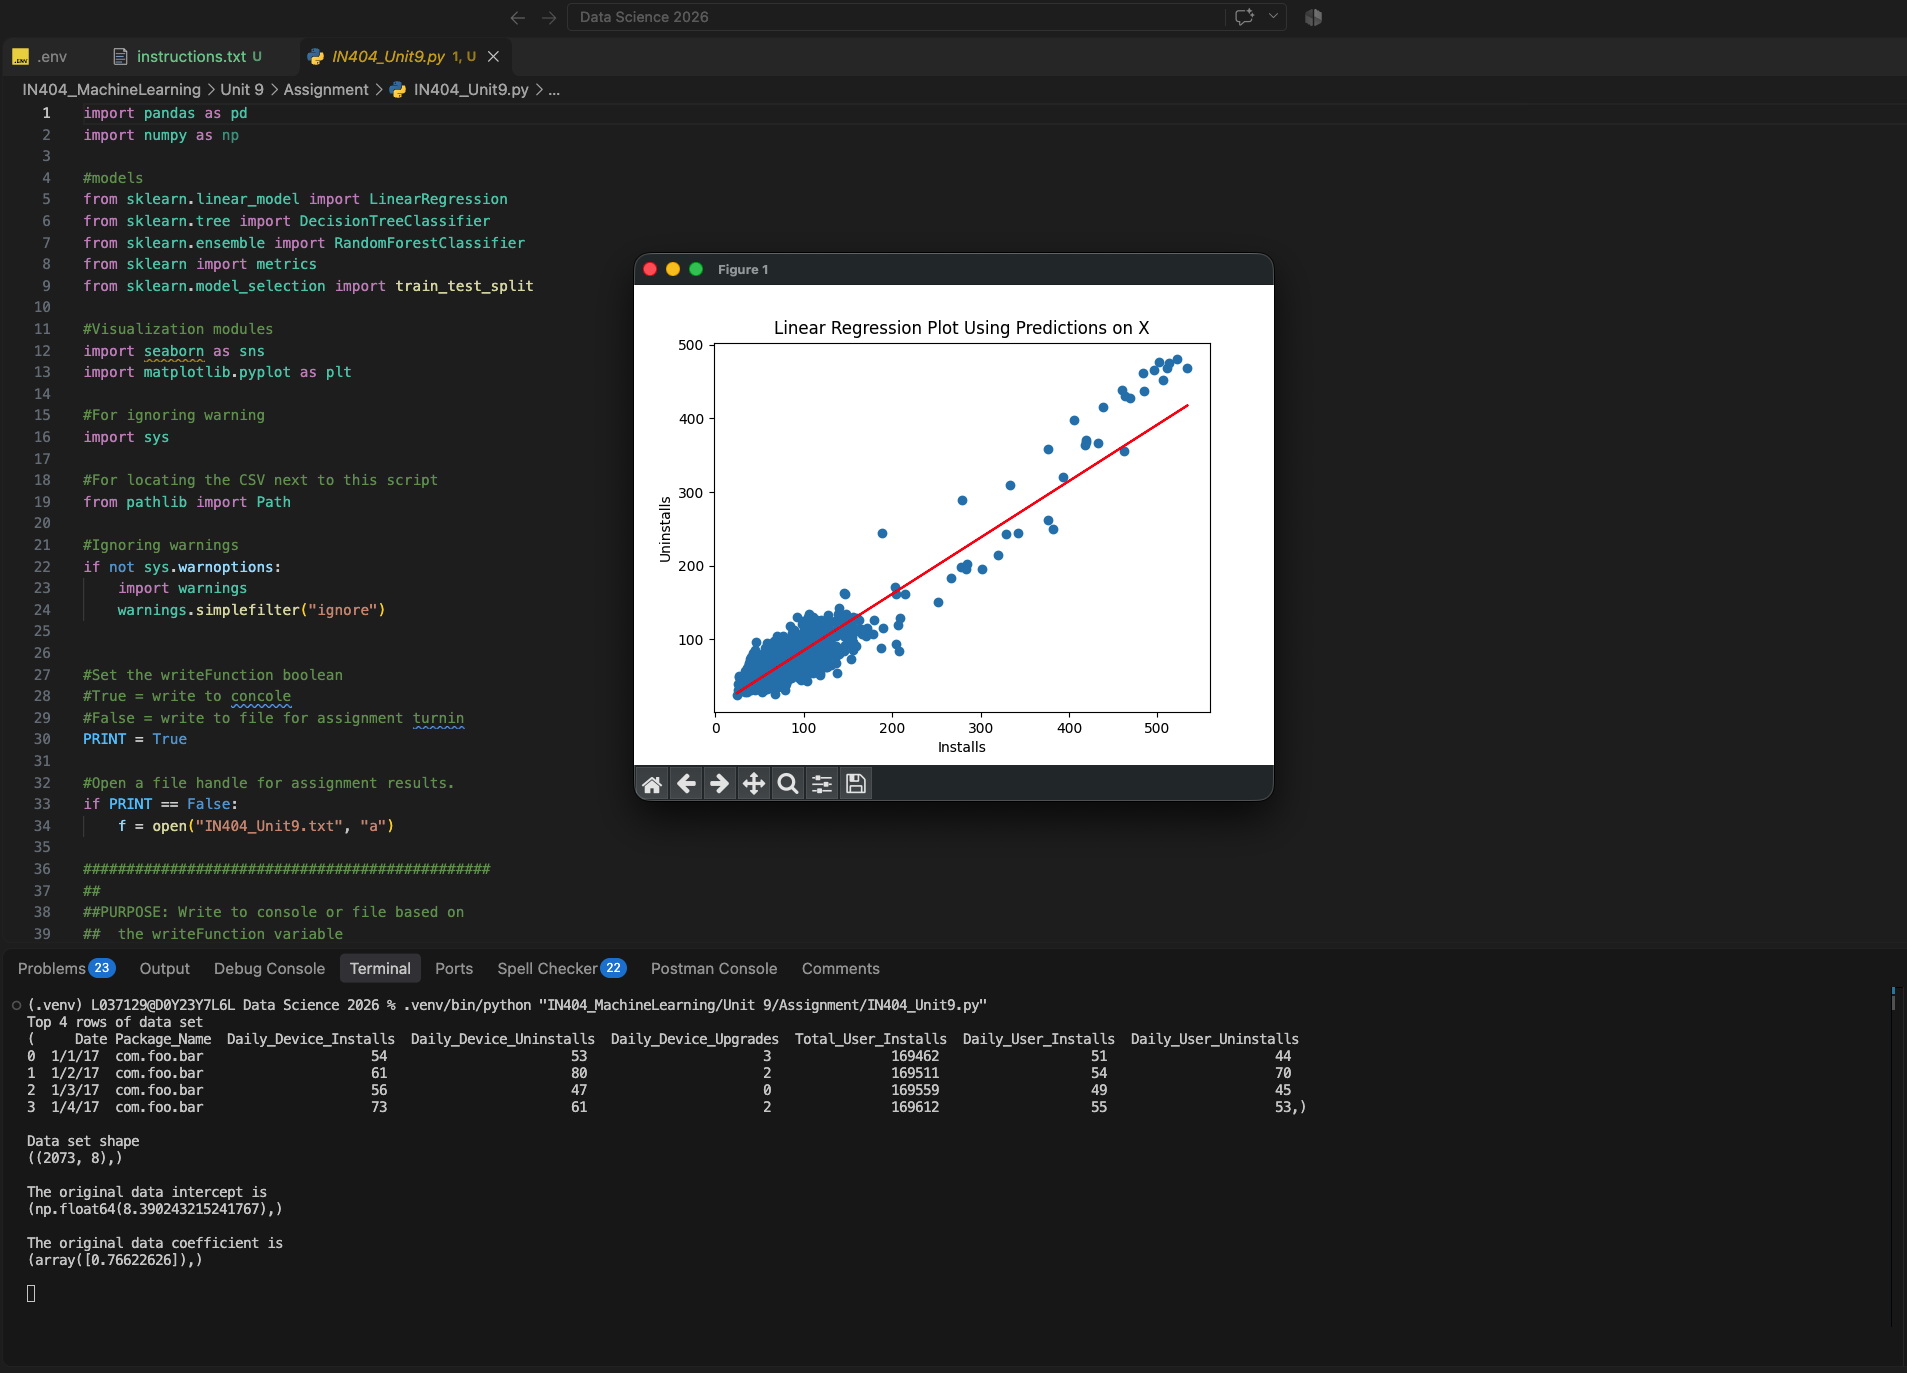 Data Science 2026
.env
instructions.txt U
IN404_Unit9.py 1, U
IN404_MachineLearning > Unit 9 > Assignment > IN404_Unit9.py > ...
1 import pandas as pd
2 import numpy as np
3
4 #models
5 from sklearn.linear_model import LinearRegression
6 from sklearn.tree import DecisionTreeClassifier
7 from sklearn.ensemble import RandomForestClassifier
8 from sklearn import metrics
9 from sklearn.model_selection import train_test_split
10
11 #Visualization modules
12 import seaborn as sns
13 import matplotlib.pyplot as plt
14
15 #For ignoring warning
16 import sys
17
18 #For locating the CSV next to this script
19 from pathlib import Path
20
21 #Ignoring warnings
22 if not sys.warnoptions:
23     import warnings
24     warnings.simplefilter("ignore")
25
26
27 #Set the writeFunction boolean
28 #True = write to concole
29 #False = write to file for assignment turnin
30 PRINT = True
31
32 #Open a file handle for assignment results.
33 if PRINT == False:
34     f = open("IN404_Unit9.txt", "a")
35
36 ###############################################
37 ##
38 ##PURPOSE: Write to console or file based on
39 ##  the writeFunction variable
Figure 1
Linear Regression Plot Using Predictions on X
500
400
300
200
100
Uninstalls
0 100 200 300 400 500
Installs
Problems 23 Output Debug Console Terminal Ports Spell Checker 22 Postman Console Comments
(.venv) L037129@D0Y23Y7L6L Data Science 2026 % .venv/bin/python "IN404_MachineLearning/Unit 9/Assignment/IN404_Unit9.py"
Top 4 rows of data set
(     Date Package_Name  Daily_Device_Installs  Daily_Device_Uninstalls  Daily_Device_Upgrades  Total_User_Installs  Daily_User_Installs  Daily_User_Uninstalls
0  1/1/17  com.foo.bar                     54                       53                      3               169462                   51                     44
1  1/2/17  com.foo.bar                     61                       80                      2               169511                   54                     70
2  1/3/17  com.foo.bar                     56                       47                      0               169559                   49                     45
3  1/4/17  com.foo.bar                     73                       61                      2               169612                   55                     53,)
Data set shape
((2073, 8),)
The original data intercept is
(np.float64(8.390243215241767),)
The original data coefficient is
(array([0.76622626]),)